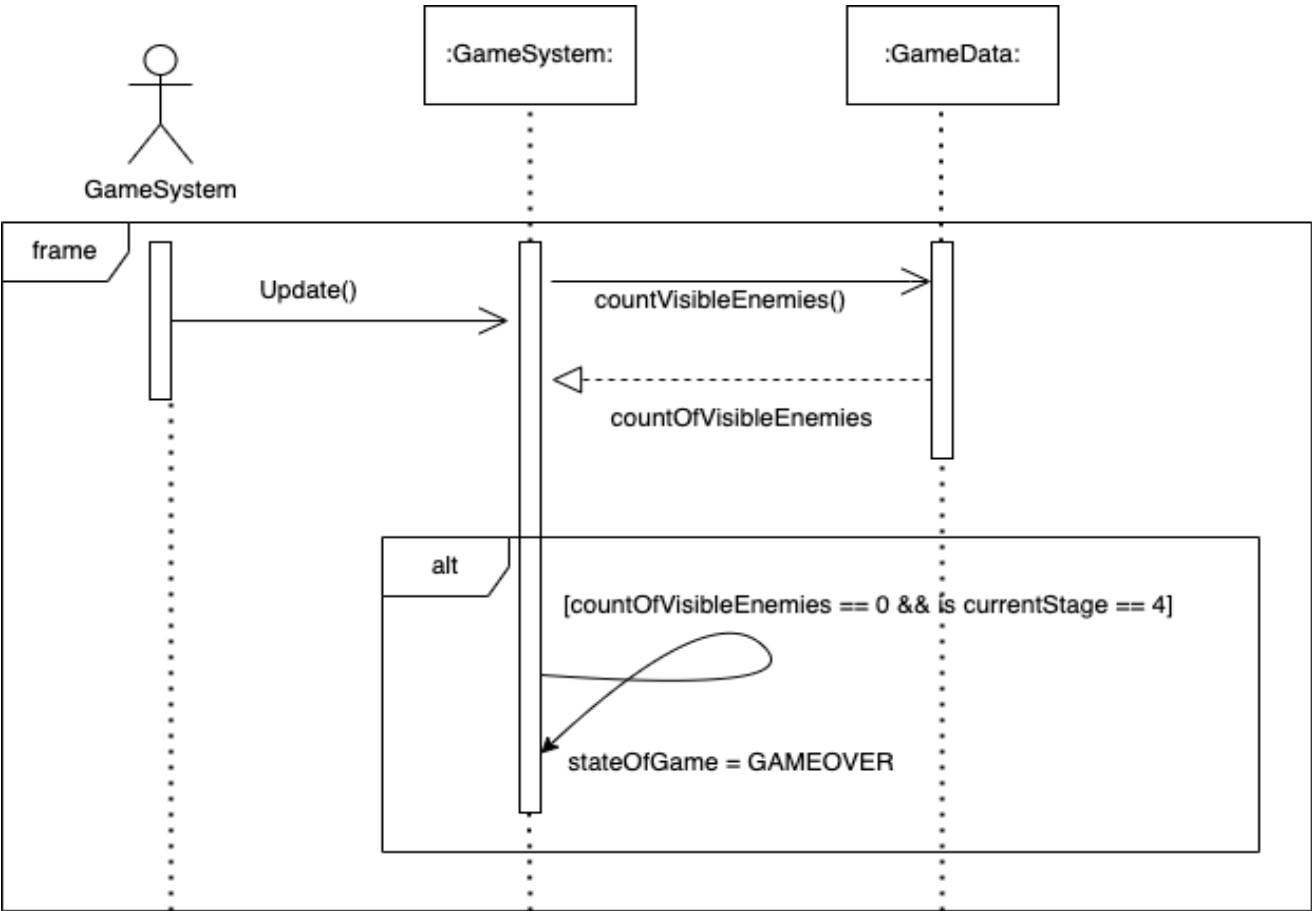 :GameSystem:
:GameData:
GameSystem
frame
Update()
countVisibleEnemies()
countOfVisibleEnemies
alt
[countOfVisibleEnemies == 0 && is currentStage == 4]
stateOfGame = GAMEOVER